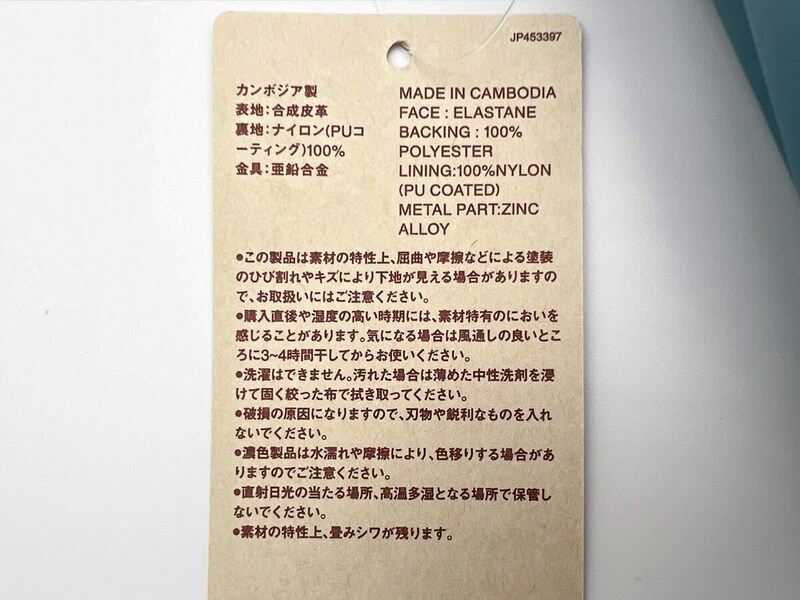 JP453397
カンボジア製
表地:合成皮革
裏地:ナイロン(PUコ
ーティング)100%
金具:亜鉛合金
MADE IN CAMBODIA
FACE : ELASTANE
BACKING : 100%
POLYESTER
LINING:100%NYLON
(PU COATED)
METAL PART:ZINC
ALLOY
●この製品は素材の特性上、屈曲や摩擦などによる塗装
のひび割れやキズにより下地が見える場合がありますの
で、お取扱いにはご注意ください。
●購入直後や湿度の高い時期には、素材特有のにおいを
感じることがあります。気になる場合は風通しの良いとこ
ろに3~4時間干してからお使いください。
●洗濯はできません。汚れた場合は薄めた中性洗剤を浸
けて固く絞った布で拭き取ってください。
●破損の原因になりますので、刃物や鋭利なものを入れ
ないでください。
●濃色製品は水濡れや摩擦により、色移りする場合があ
りますのでご注意ください。
●直射日光の当たる場所、高温多湿となる場所で保管し
ないでください。
●素材の特性上、畳みシワが残ります。